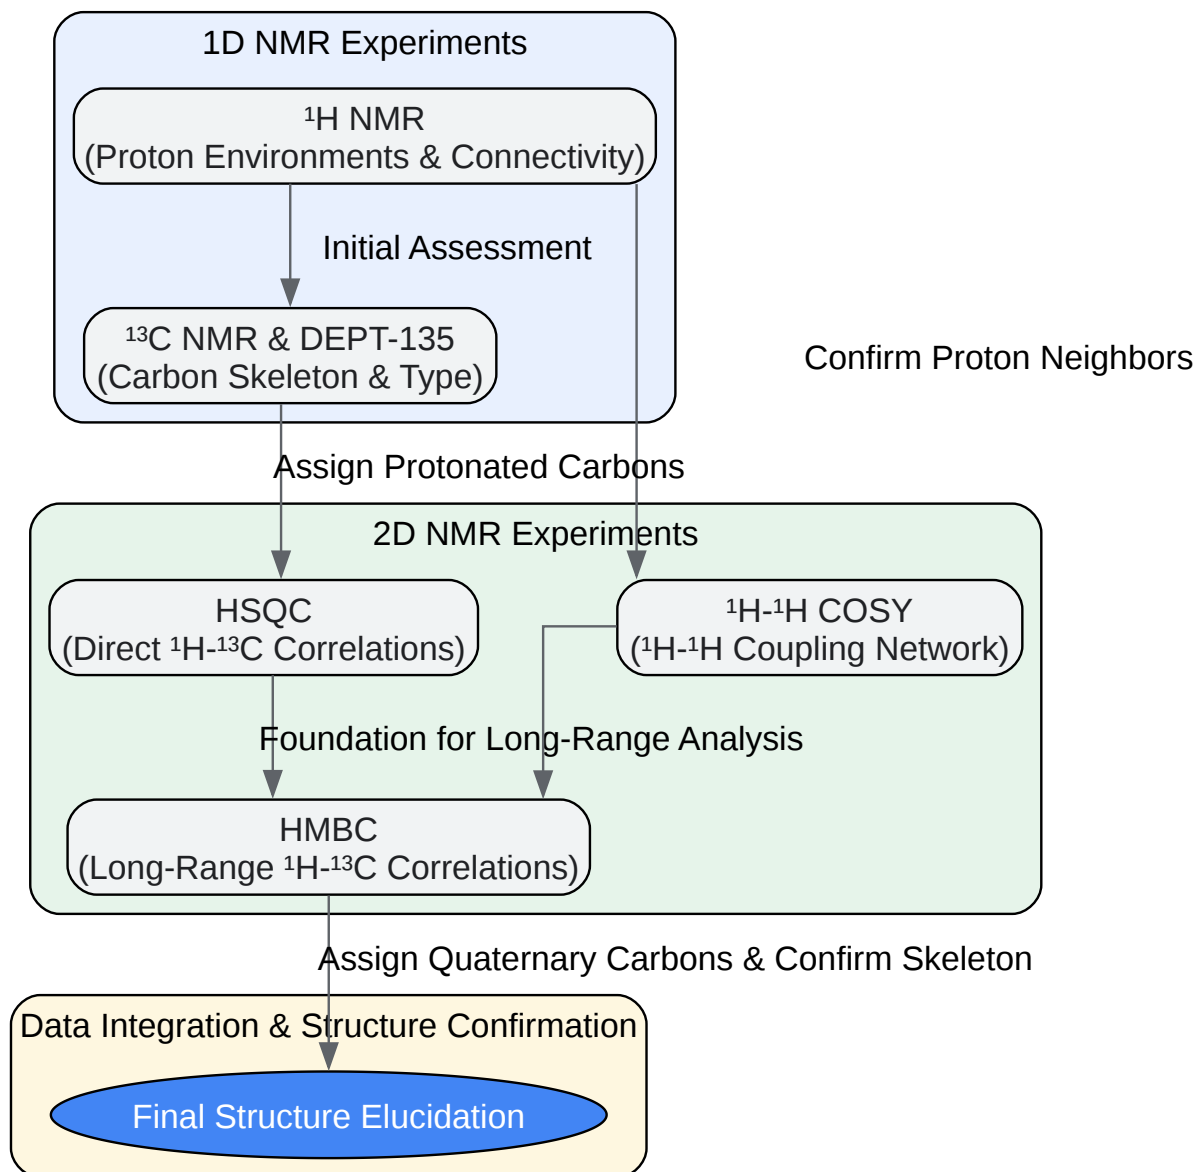 1D NMR Experiments
¹H NMR
(Proton Environments & Connectivity)
Initial Assessment
¹³C NMR & DEPT-135
(Carbon Skeleton & Type)
Confirm Proton Neighbors
Assign Protonated Carbons
2D NMR Experiments
HSQC
(Direct ¹H-¹³C Correlations)
¹H-¹H COSY
(¹H-¹H Coupling Network)
Foundation for Long-Range Analysis
HMBC
(Long-Range ¹H-¹³C Correlations)
Assign Quaternary Carbons & Confirm Skeleton
Data Integration & Structure Confirmation
Final Structure Elucidation